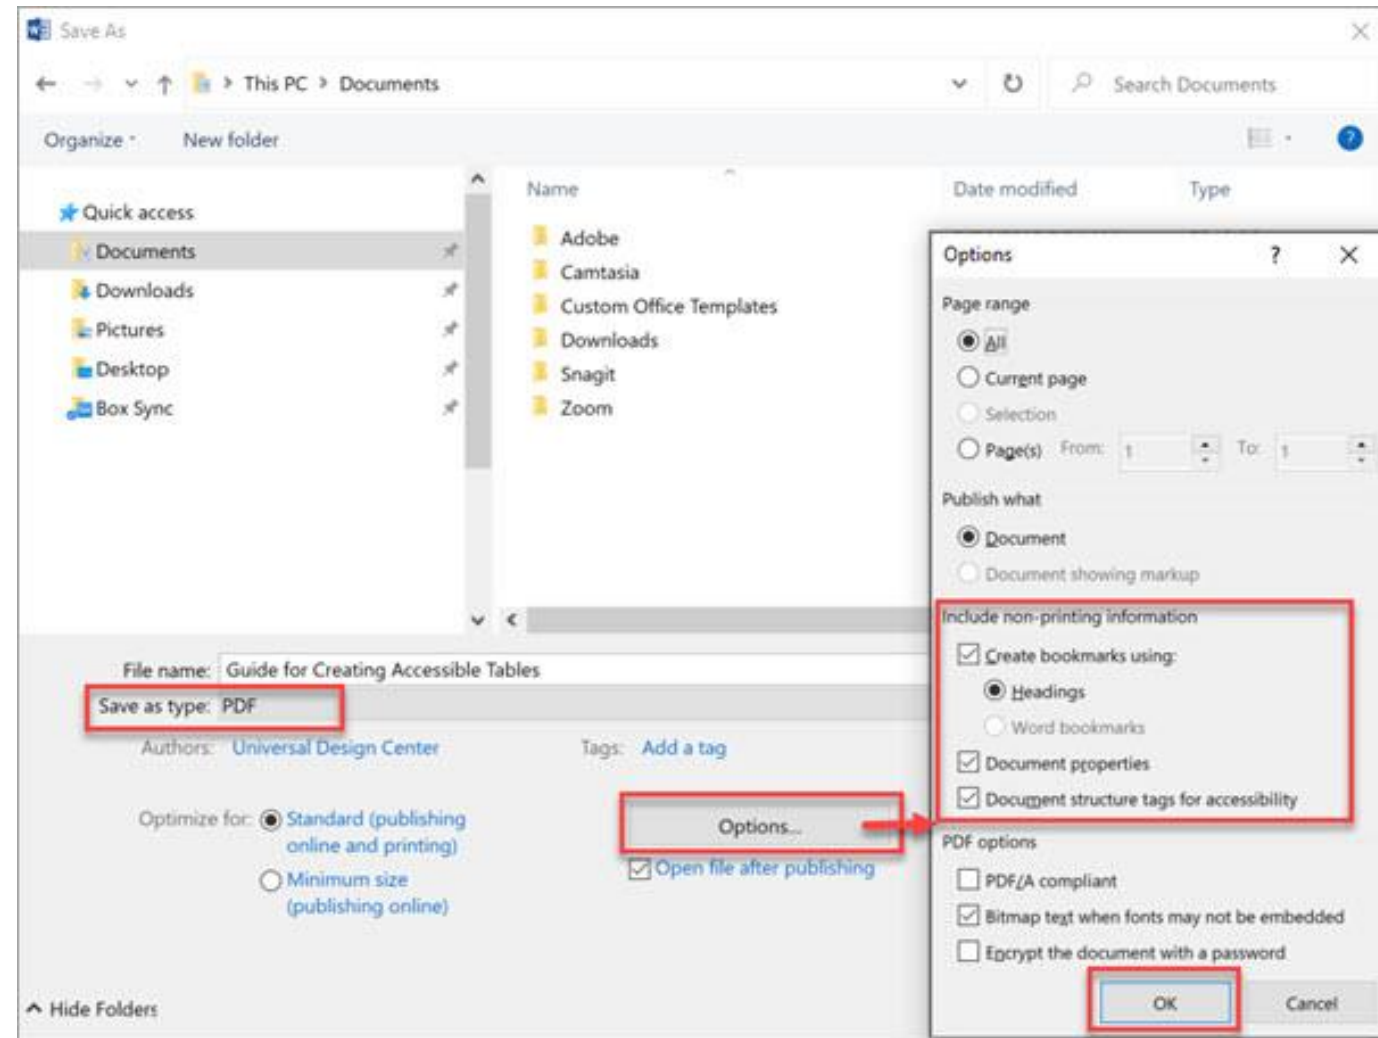 Save As
This PC > Documents
Search Documents
Organize
New folder
Name
Date modified
Type
Quick access
Documents
Downloads
Pictures
Desktop
Box Sync
Adobe
Camtasia
Custom Office Templates
Downloads
Snagit
Zoom
File name: Guide for Creating Accessible Tables
Save as type: PDF
Authors: Universal Design Center
Tags: Add a tag
Optimize for: Standard (publishing
online and printing)
Minimum size
(publishing online)
Options...
Open file after publishing
Hide Folders
Options
?
Page range
All
Current page
Selection
Page(s) From: 1 To: 1
Publish what
Document
Document showing markup
Include non-printing information
Create bookmarks using:
Headings
Word bookmarks
Document properties
Document structure tags for accessibility
PDF options
PDF/A compliant
Bitmap text when fonts may not be embedded
Encrypt the document with a password
OK Cancel